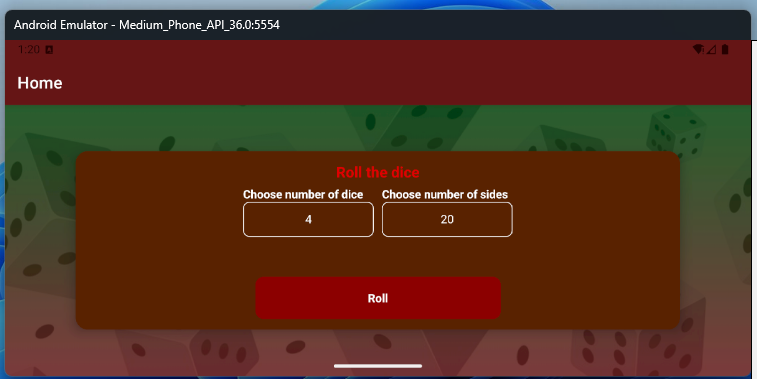 Android Emulator - Medium_Phone_API_36.0:5554
1:20
Home
Roll the dice
Choose number of dice Choose number of sides
4 20
Roll